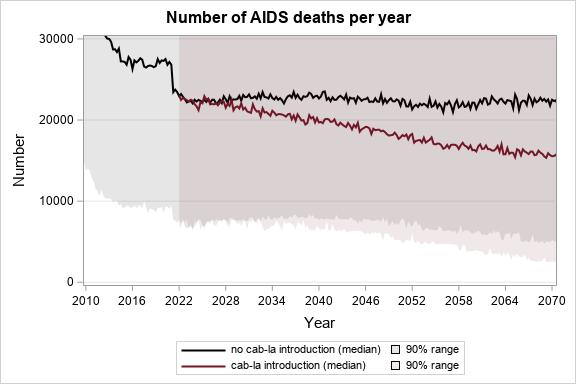 Number of AIDS deaths per year
30000
20000
10000
0
Number
2010 2016 2022 2028 2034 2040 2046 2052 2058 2064 2070
Year
no cab-la introduction (median) 90% range
cab-la introduction (median) 90% range